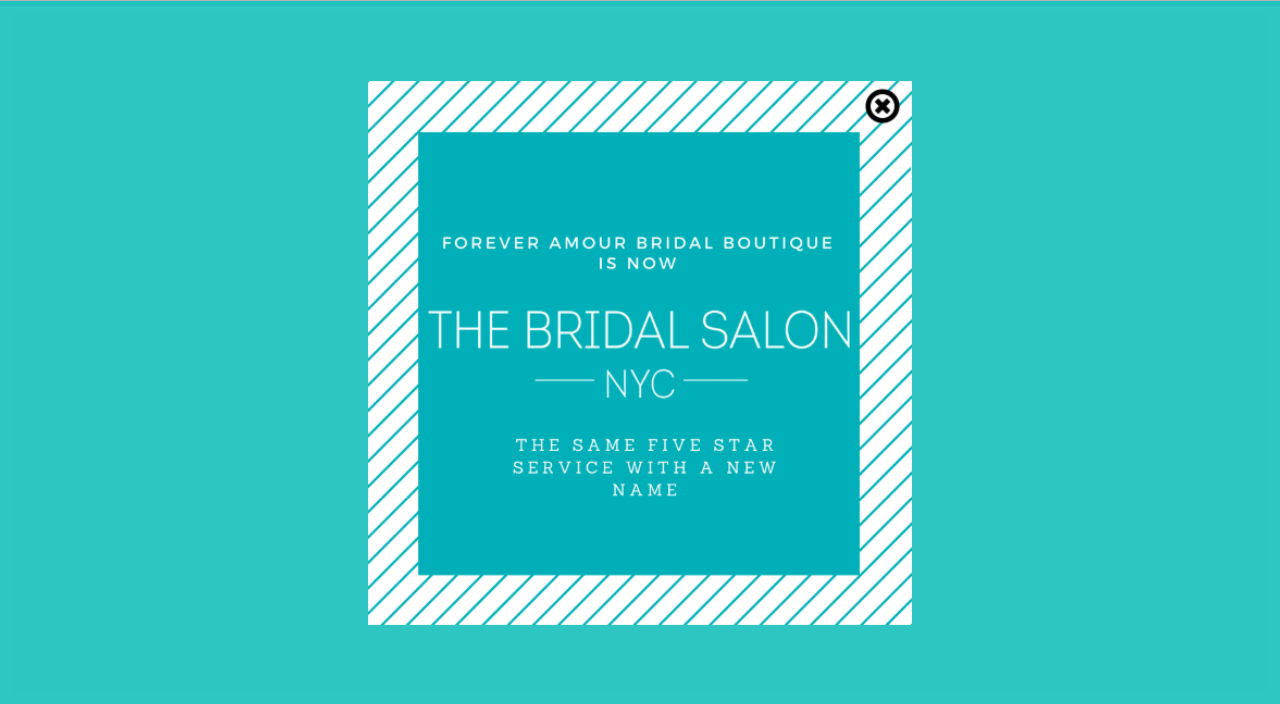 FOREVER AMOUR BRIDAL BOUTIQUE
IS NOW
THE BRIDAL SALON
NYC
THE SAME FIVE STAR
SERVICE WITH A NEW
NAME